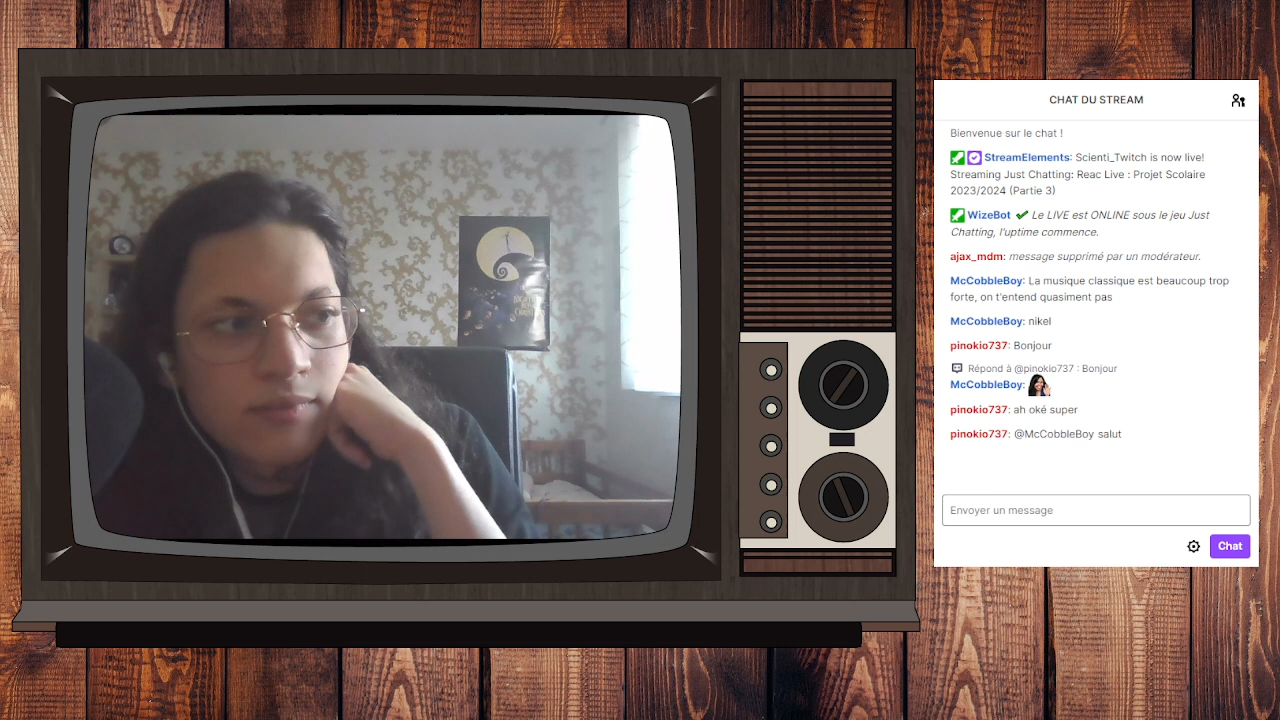 CHAT DU STREAM
Bienvenue sur le chat !
StreamElements: Scienti_Twitch is now live!
Streaming Just Chatting: Reac Live : Projet Scolaire
2023/2024 (Partie 3)
WizeBot ✔ Le LIVE est ONLINE sous le jeu Just
Chatting, l'uptime commence.
ajax_mdm: message supprimé par un modérateur.
McCobbleBoy: La musique classique est beaucoup trop
forte, on t'entend quasiment pas
McCobbleBoy: nikel
pinokio737: Bonjour
Répond à @pinokio737 : Bonjour
McCobbleBoy:
pinokio737: ah oké super
pinokio737: @McCobbleBoy salut
Envoyer un message
Chat